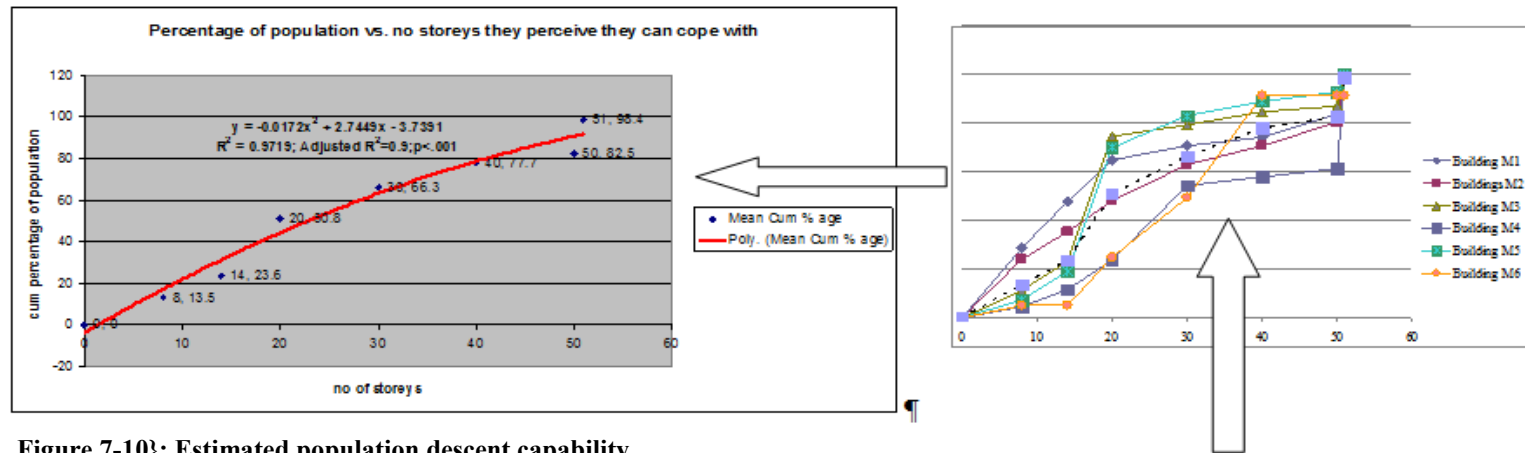 Percentage of population vs. no storeys they perceive they can cope with
120
100
80
60
40
20
0
-20
cum percentage of population
y = -0.0172x² + 2.7449x - 3.7391
R² = 0.9719; Adjusted R²=0.9;p<.001
0, 0
8, 13.5
14, 23.6
20, 50.8
30, 66.3
40, 77.7
50, 82.5
51, 98.4
0 10 20 30 40 50 60
no of storeys
Mean Cum % age
Poly. (Mean Cum % age)
¶
Building M1
Buildings M2
Building M3
Building M4
Building M5
Building M6
0 10 20 30 40 50 60
Figure 7-10}: Estimated population descent capability